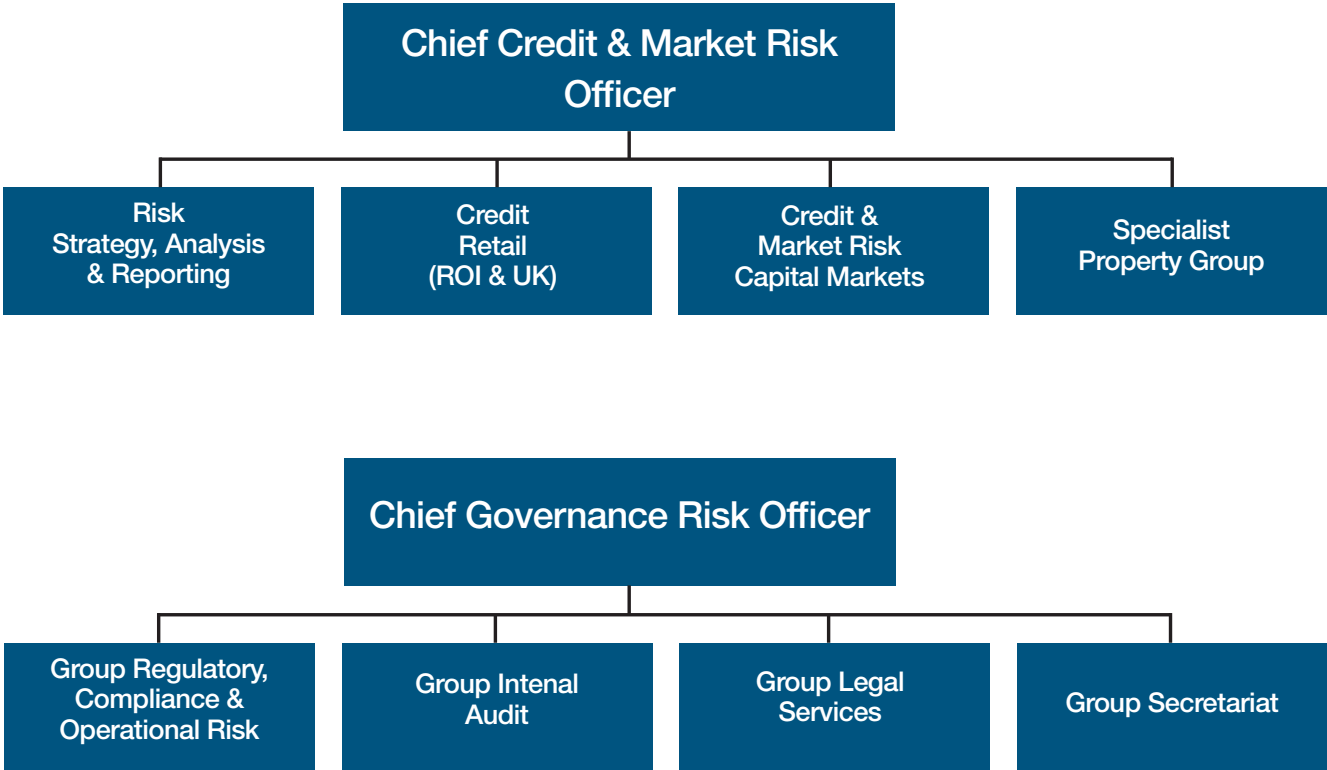 Chief Credit & Market Risk
Officer
Risk
Strategy, Analysis
& Reporting
Credit
Retail
(ROI & UK)
Credit &
Market Risk
Capital Markets
Specialist
Property Group
Chief Governance Risk Officer
Group Regulatory,
Compliance &
Operational Risk
Group Intenal
Audit
Group Legal
Services
Group Secretariat